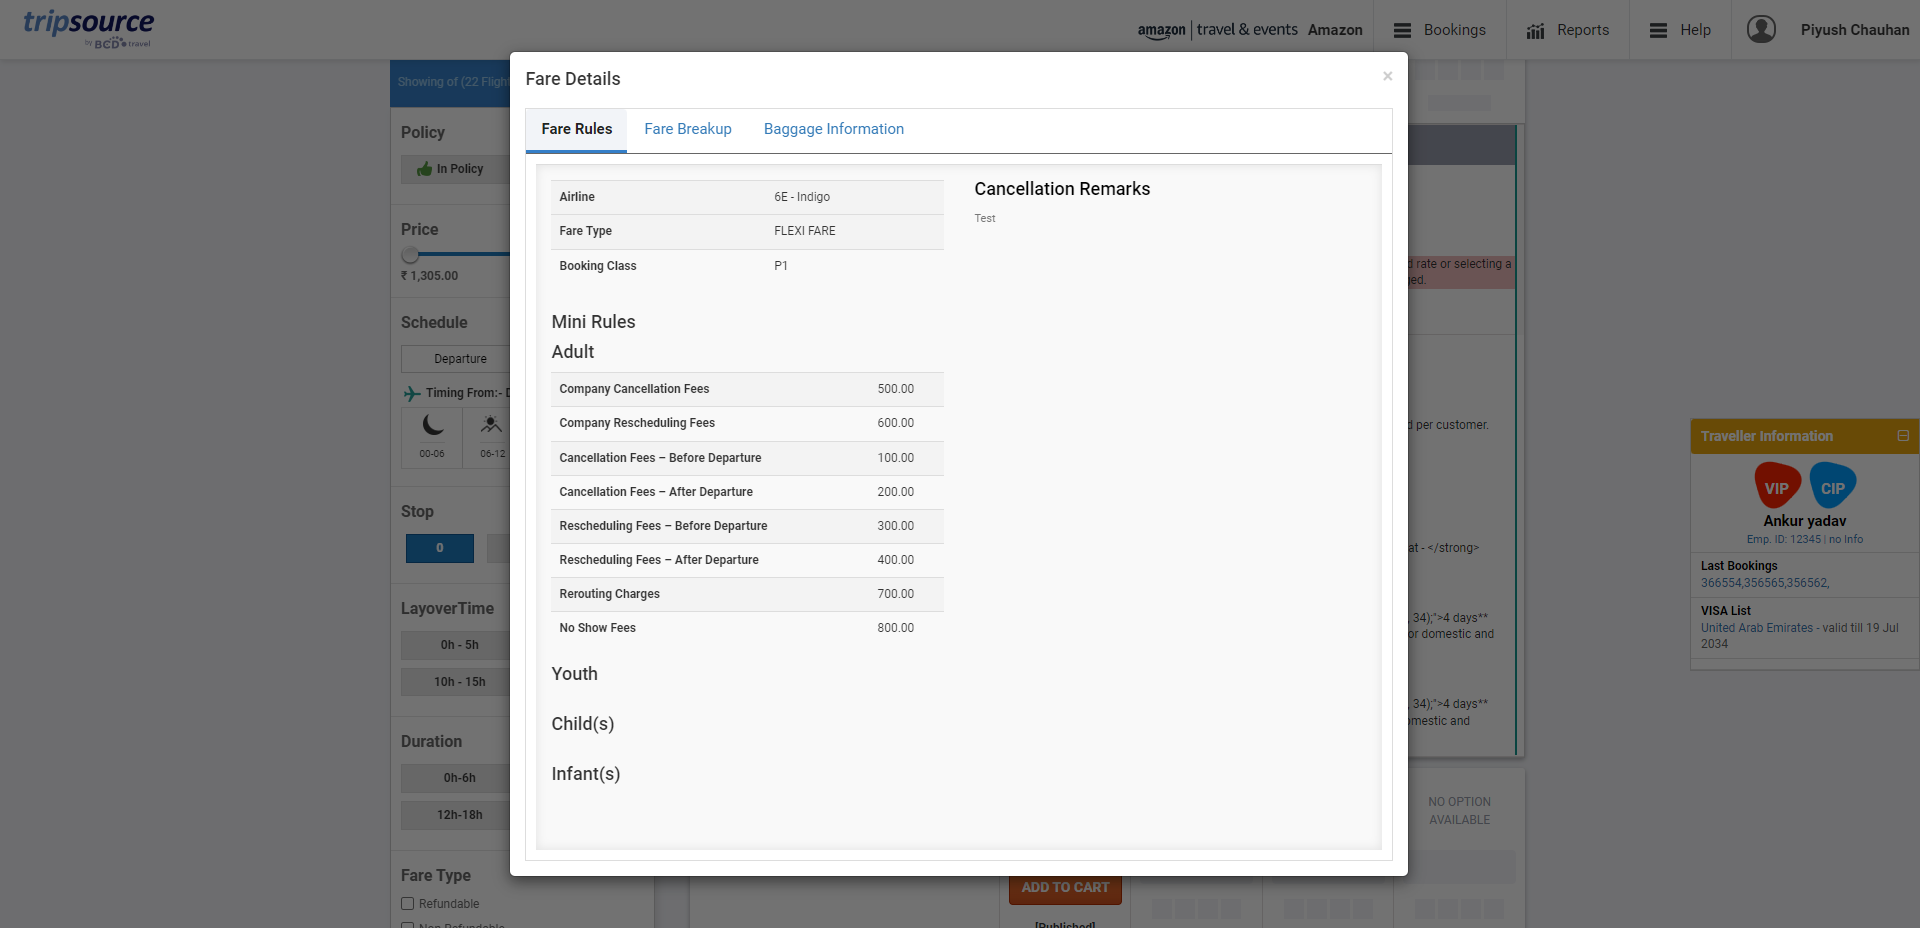 tripsource
by BCD travel
amazon | travel & events Amazon
Bookings
Reports
Help
Piyush Chauhan
Showing of (22 Flight
Policy
In Policy
Price
₹ 1,305.00
Schedule
Departure
Timing From:- D
00-06
06-12
Stop
0
LayoverTime
0h - 5h
10h - 15h
Duration
0h-6h
12h-18h
Fare Type
Refundable
Non Refundable
Fare Details
×
Fare Rules
Fare Breakup
Baggage Information
Airline 6E - Indigo
Fare Type FLEXI FARE
Booking Class P1
Cancellation Remarks
Test
Mini Rules
Adult
Company Cancellation Fees 500.00
Company Rescheduling Fees 600.00
Cancellation Fees – Before Departure 100.00
Cancellation Fees – After Departure 200.00
Rescheduling Fees – Before Departure 300.00
Rescheduling Fees – After Departure 400.00
Rerouting Charges 700.00
No Show Fees 800.00
Youth
Child(s)
Infant(s)
ADD TO CART
[Published]
d rate or selecting a
ged.
d per customer.
at - </strong>
, 34);">4 days**
or domestic and
, 34);">4 days**
omestic and
NO OPTION
AVAILABLE
Traveller Information
VIP
CIP
Ankur yadav
Emp. ID: 12345 | no Info
Last Bookings
366554,356565,356562,
VISA List
United Arab Emirates - valid till 19 Jul
2034